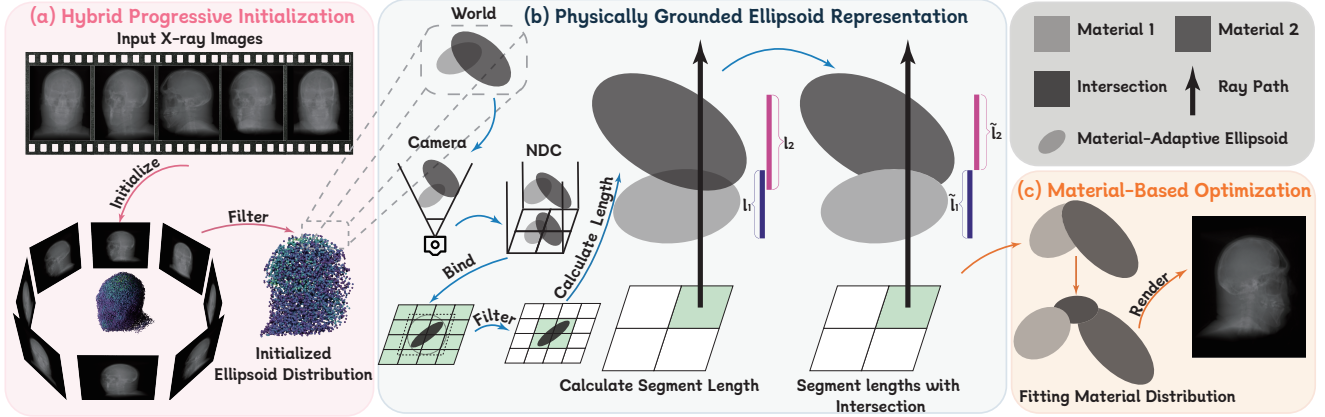 (a) Hybrid Progressive Initialization
Input X-ray Images
Initialize
Filter
Initialized
Ellipsoid Distribution
(b) Physically Grounded Ellipsoid Representation
World
Camera
NDC
Bind
Filter
Calculate Length
l₁
l₂
Calculate Segment Length
l̃₁
l̃₂
Segment lengths with
Intersection
Material 1
Material 2
Intersection
Ray Path
Material-Adaptive Ellipsoid
(c) Material-Based Optimization
Render
Fitting Material Distribution